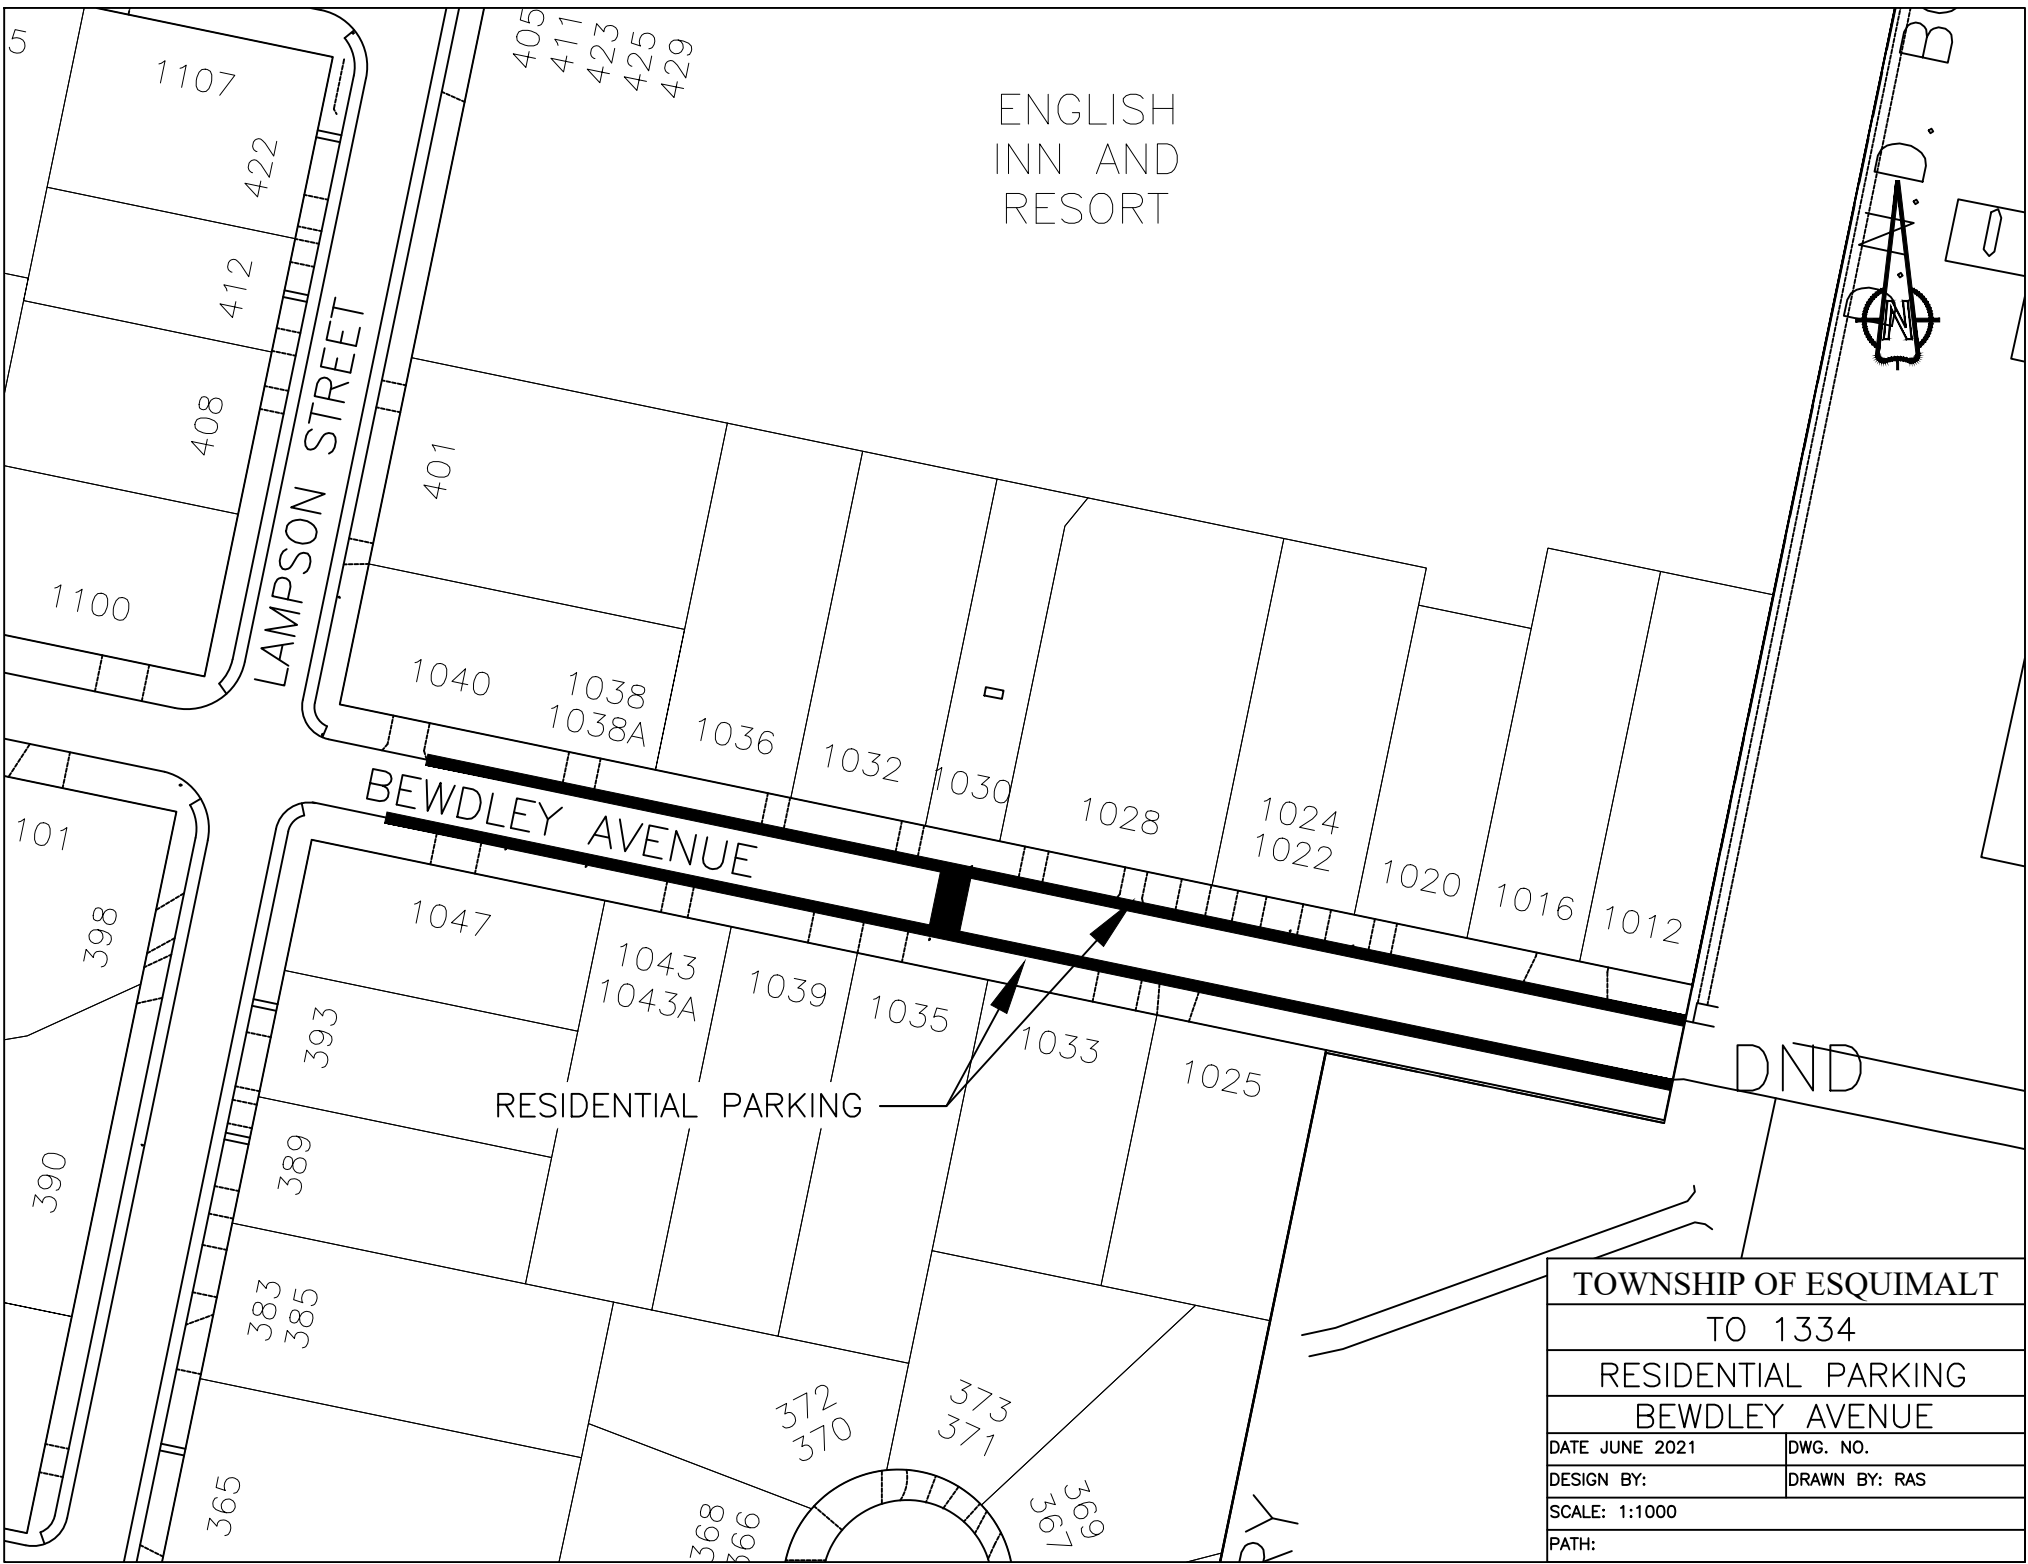 5
1107
422
412
408
1100
LAMPSON STREET
405
411
423
425
429
ENGLISH
INN AND
RESORT
D.N.D.
N
401
1040
1038
1038A
1036
1032
1030
1028
1024
1022
1020
1016
1012
BEWDLEY AVENUE
101
398
390
1047
1043
1043A
1039
1035
1033
1025
DND
393
389
383
385
365
RESIDENTIAL PARKING
372
370
373
371
368
366
369
367
TOWNSHIP OF ESQUIMALT
TO 1334
RESIDENTIAL PARKING
BEWDLEY AVENUE
DATE JUNE 2021
DWG. NO.
DESIGN BY:
DRAWN BY: RAS
SCALE: 1:1000
PATH: